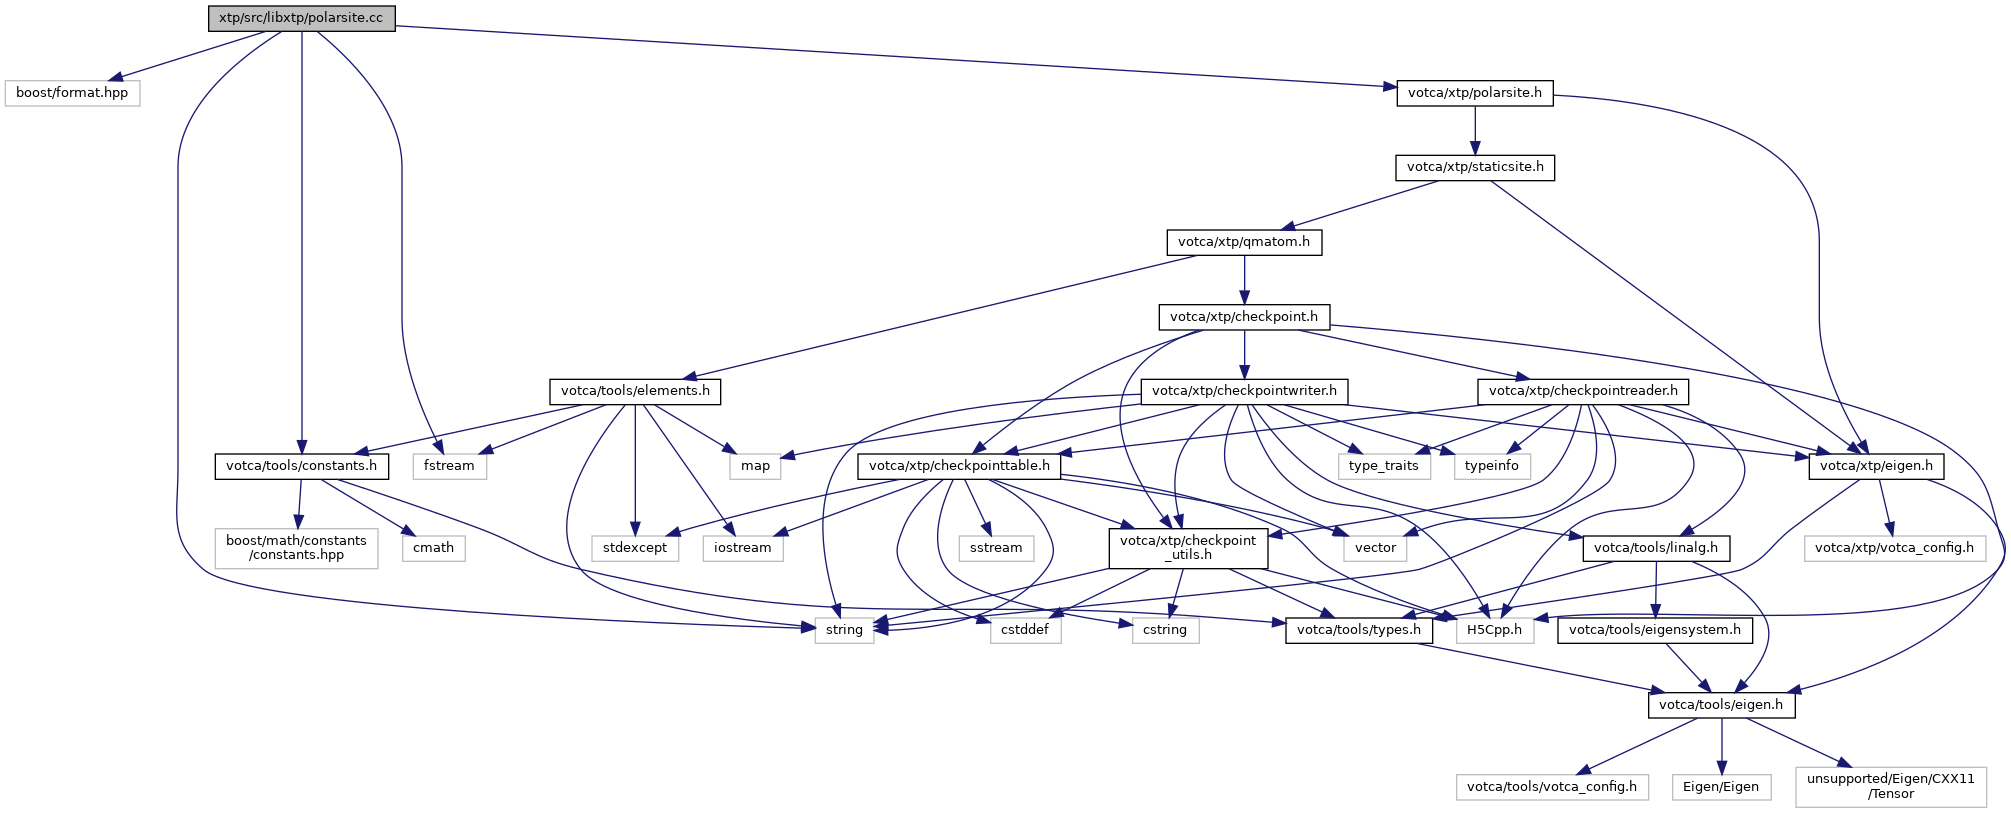 xtp/src/libxtp/polarsite.cc
boost/format.hpp
votca/xtp/polarsite.h
votca/xtp/staticsite.h
votca/xtp/qmatom.h
votca/xtp/checkpoint.h
votca/tools/elements.h
votca/xtp/checkpointwriter.h
votca/xtp/checkpointreader.h
votca/tools/constants.h
fstream
map
votca/xtp/checkpointtable.h
type_traits
typeinfo
votca/xtp/eigen.h
boost/math/constants
/constants.hpp
cmath
stdexcept
iostream
sstream
votca/xtp/checkpoint
_utils.h
vector
votca/tools/linalg.h
votca/xtp/votca_config.h
string
cstddef
cstring
votca/tools/types.h
H5Cpp.h
votca/tools/eigensystem.h
votca/tools/eigen.h
votca/tools/votca_config.h
Eigen/Eigen
unsupported/Eigen/CXX11
/Tensor